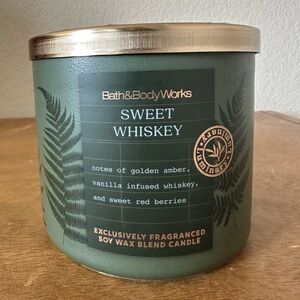 Bath&BodyWorks
SWEET
WHISKEY
notes of golden amber,
vanilla infused whiskey,
and sweet red berries
EXCLUSIVELY FRAGRANCED
SOY WAX BLEND CANDLE